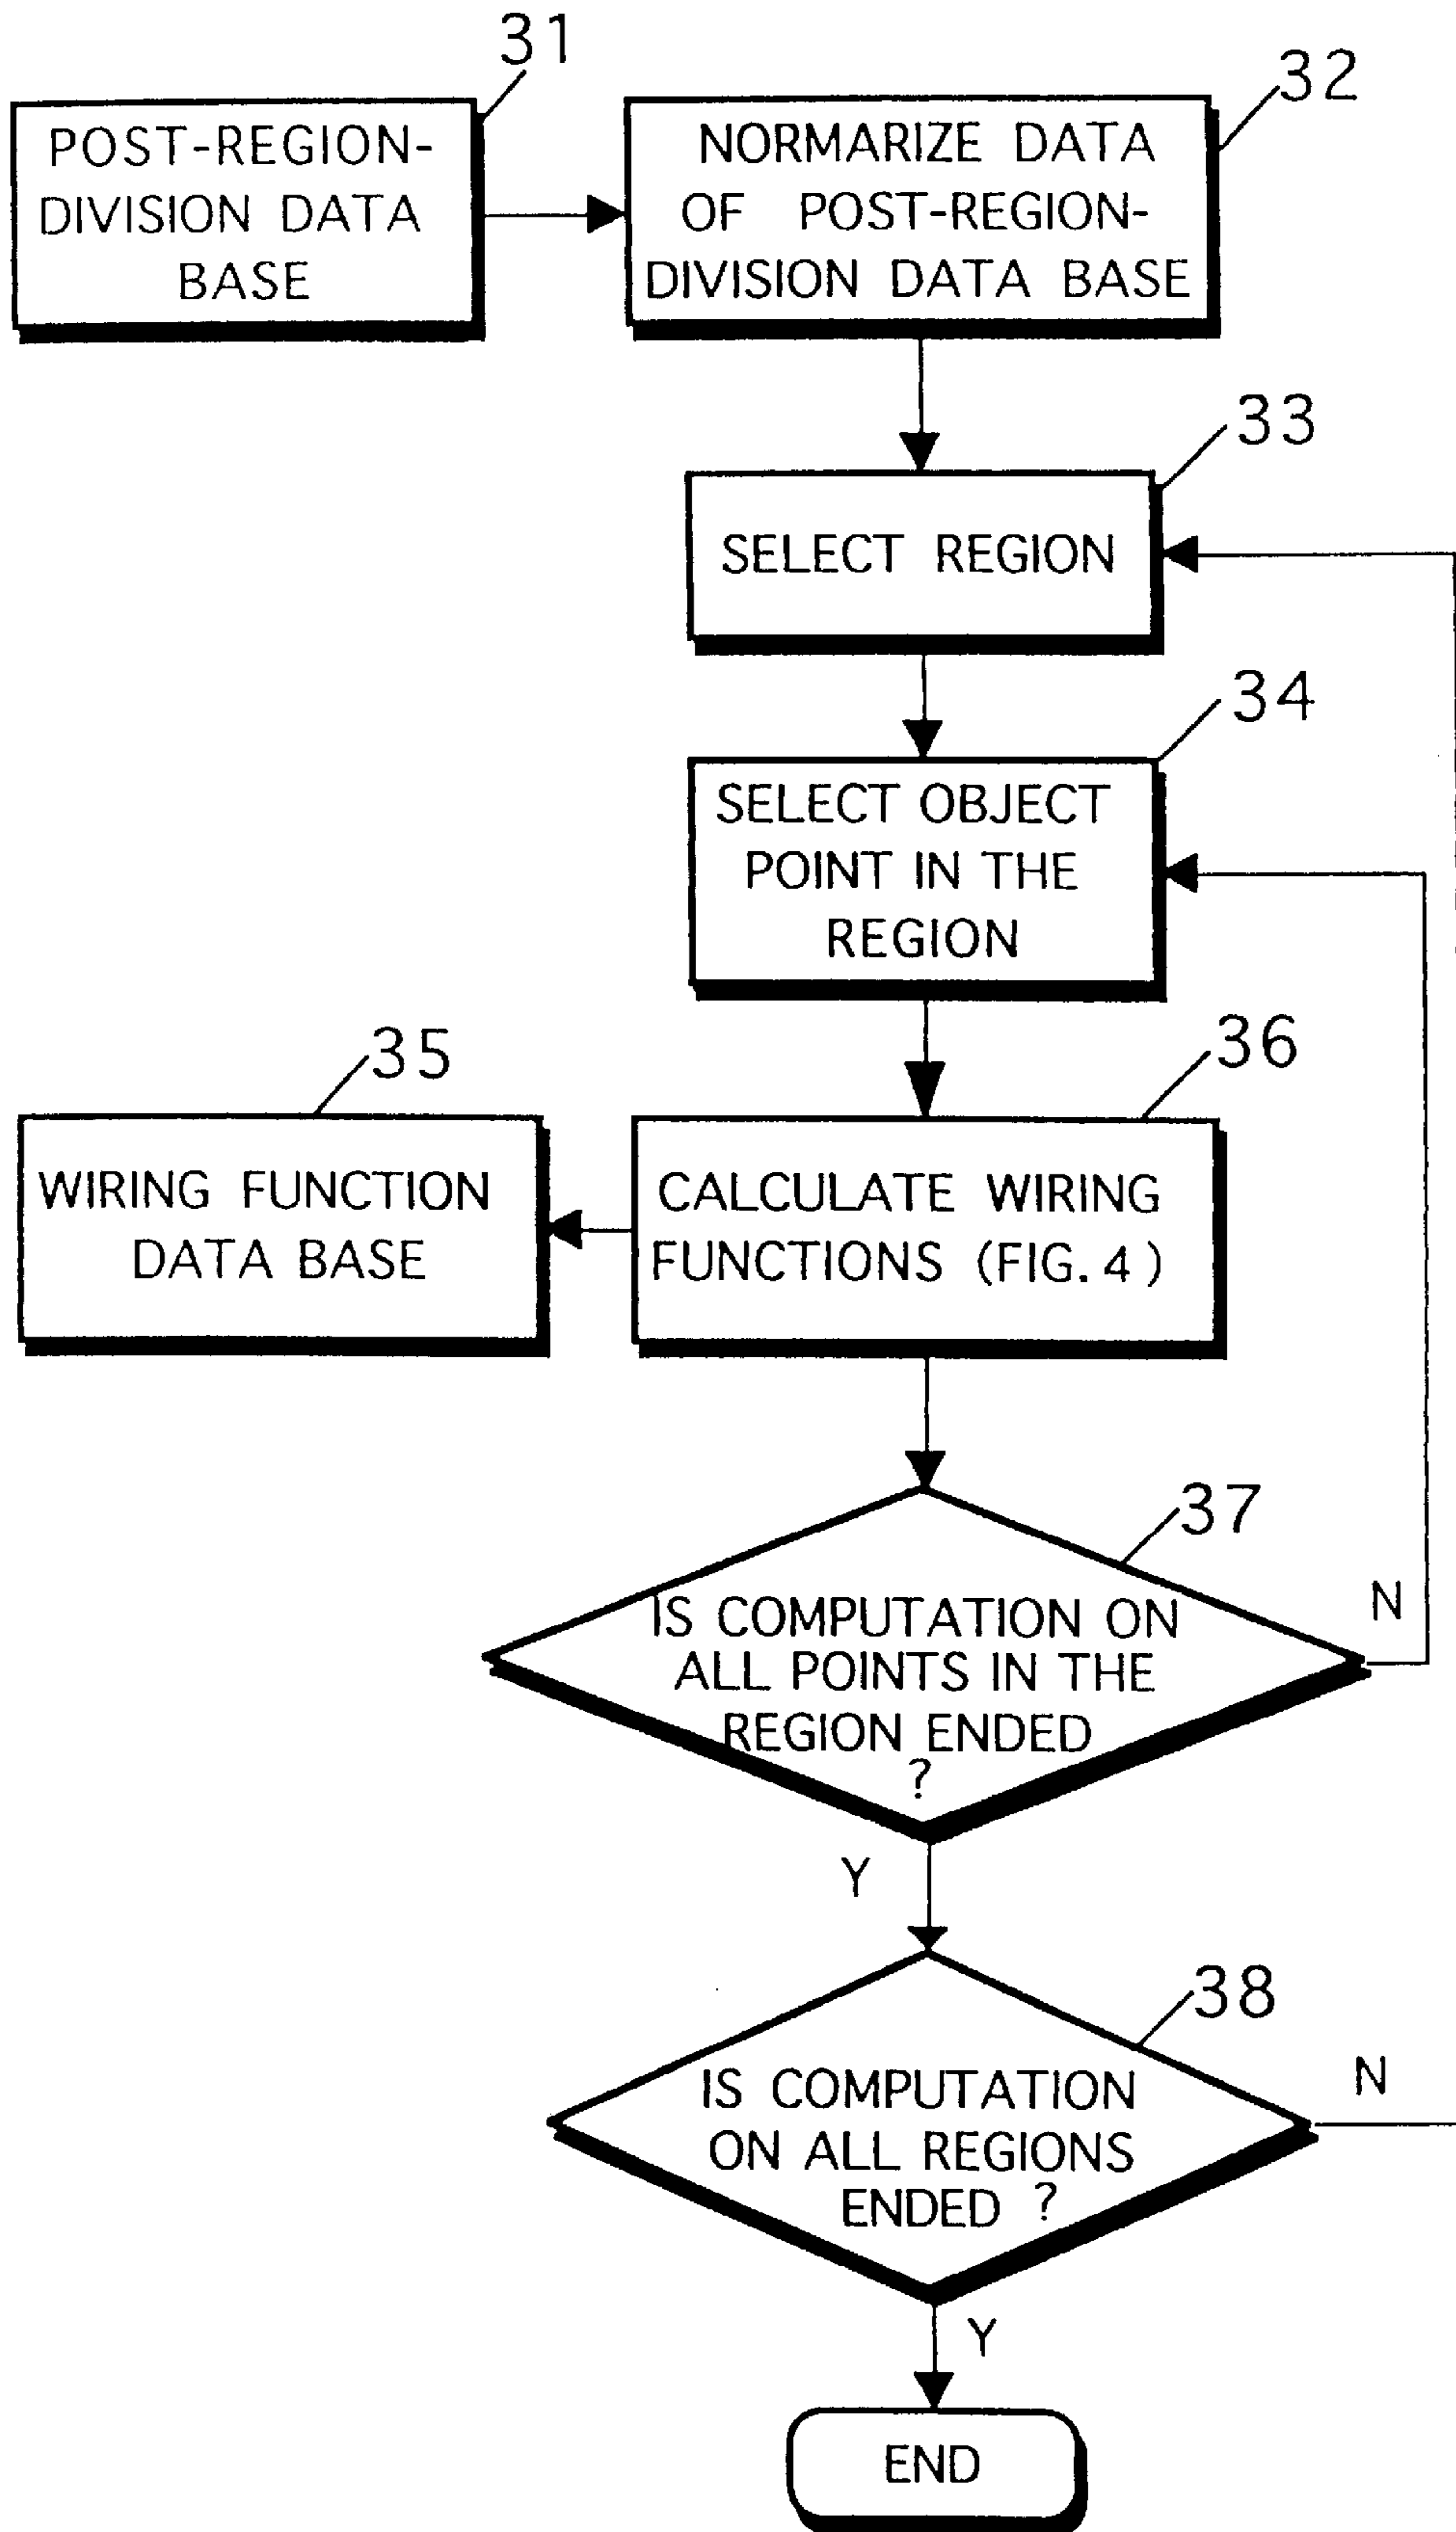 31
POST-REGION-
DIVISION DATA
BASE
32
NORMARIZE DATA
OF POST-REGION-
DIVISION DATA BASE
33
SELECT REGION
34
SELECT OBJECT
POINT IN THE
REGION
35
WIRING FUNCTION
DATA BASE
36
CALCULATE WIRING
FUNCTIONS (FIG. 4 )
37
IS COMPUTATION ON
ALL POINTS IN THE
REGION ENDED
?
N
Y
38
IS COMPUTATION
ON ALL REGIONS
ENDED ?
N
Y
END